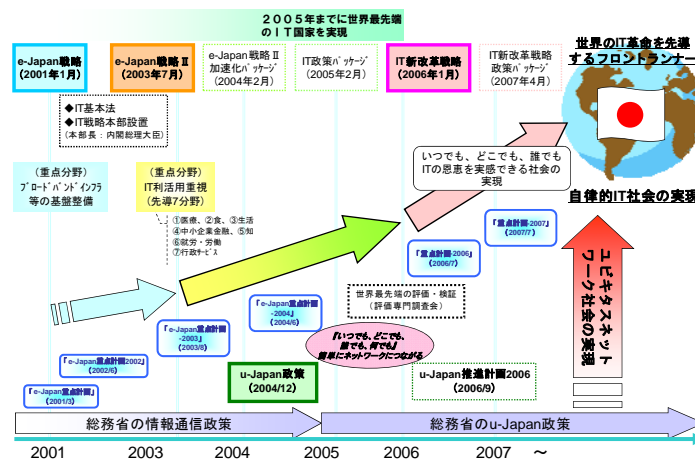 2005年までに世界最先端
のIT国家を実現
e-Japan戦略
(2001年1月)
e-Japan戦略Ⅱ
(2003年7月)
e-Japan戦略Ⅱ
加速化パッケージ
(2004年2月)
IT政策パッケージ
(2005年2月)
IT新改革戦略
(2006年1月)
IT新改革戦略
政策パッケージ
(2007年4月)
世界のIT革命を先導
するフロントランナー
◆IT基本法
◆IT戦略本部設置
(本部長:内閣総理大臣)
(重点分野)
ブロードバンドインフラ
等の基盤整備
(重点分野)
IT利活用重視
(先導7分野)
①医療、②食、③生活
④中小企業金融、⑤知
⑥就労・労働
⑦行政サービス
いつでも、どこでも、誰でも
ITの恩恵を実感できる社会の
実現
自律的IT社会の実現
「重点計画-2007」
(2007/7)
「重点計画-2006」
(2006/7)
世界最先端の評価・検証
(評価専門調査会)
「e-Japan重点計画
-2004」
(2004/6)
「e-Japan重点計画
-2003」
(2003/8)
「e-Japan重点計画2002」
(2002/6)
「e-Japan重点計画」
(2001/3)
『いつでも、どこでも、
誰でも、何でも』
簡単にネットワークにつながる
u-Japan政策
(2004/12)
u-Japan推進計画2006
(2006/9)
ユビキタスネット
ワーク社会の実現
総務省の情報通信政策
総務省のu-Japan政策
2001
2002
2003
2004
2005
2006
2007
~